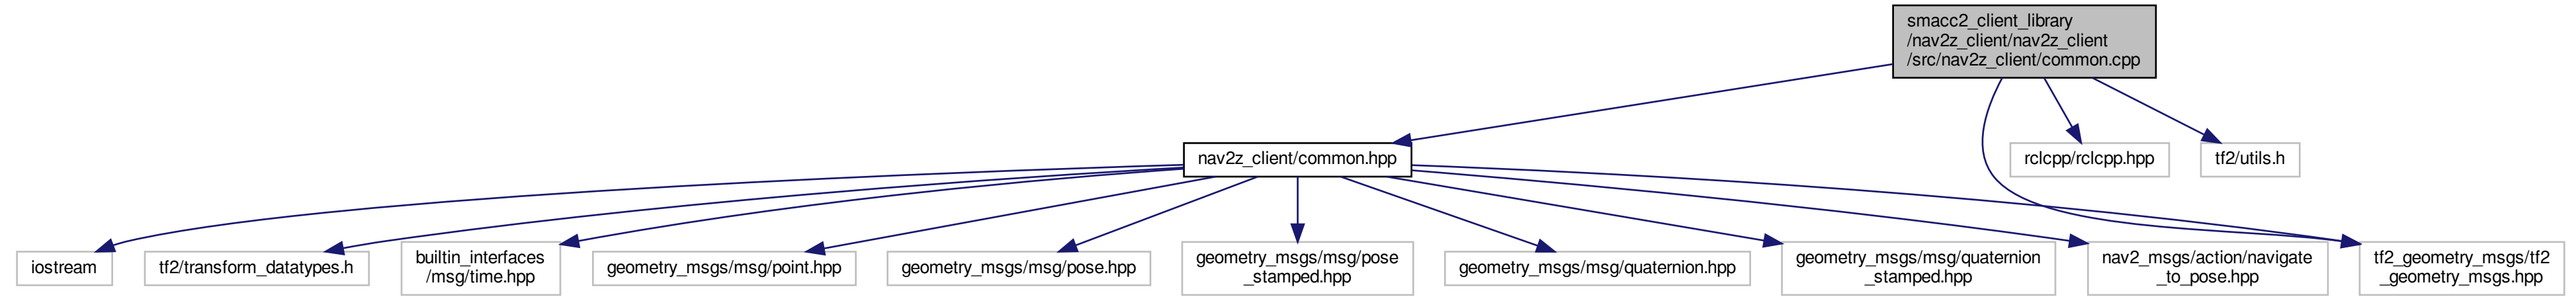 smacc2_client_library
/nav2z_client/nav2z_client
/src/nav2z_client/common.cpp
nav2z_client/common.hpp
rclcpp/rclcpp.hpp
tf2/utils.h
iostream
tf2/transform_datatypes.h
builtin_interfaces
/msg/time.hpp
geometry_msgs/msg/point.hpp
geometry_msgs/msg/pose.hpp
geometry_msgs/msg/pose
_stamped.hpp
geometry_msgs/msg/quaternion.hpp
geometry_msgs/msg/quaternion
_stamped.hpp
nav2_msgs/action/navigate
_to_pose.hpp
tf2_geometry_msgs/tf2
_geometry_msgs.hpp